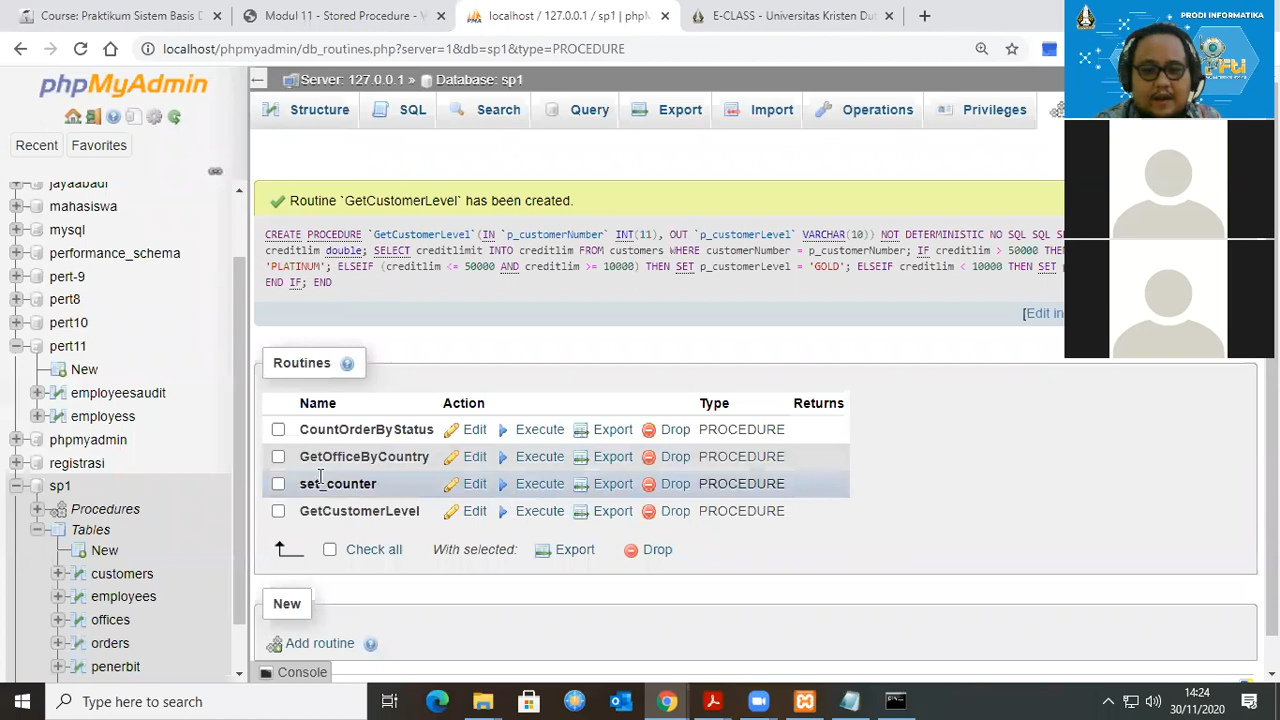 Course: Praktikum Sistem Basis D
Modul 11 - Stored Procedure - V
localhost / 127.0.0.1 / sp1 | phpM
E-CLASS - Universitas Kristen D
localhost/phpmyadmin/db_routines.php?server=1&db=sp1&type=PROCEDURE
PRODI INFORMATIKA
fti
phpMyAdmin
Recent
Favorites
jayaabadi
mahasiswa
mysql
performance_schema
pert-9
pert8
pert10
pert11
New
employeesaudit
employess
phpmyadmin
registrasi
sp1
Procedures
Tables
New
customers
employees
offices
orders
penerbit
Server: 127.0.0.1 » Database: sp1
Structure
SQL
Search
Query
Export
Import
Operations
Privileges
Routine `GetCustomerLevel` has been created.
CREATE PROCEDURE `GetCustomerLevel`(IN `p_customerNumber` INT(11), OUT `p_customerLevel` VARCHAR(10)) NOT DETERMINISTIC NO SQL SQL S
creditlim double; SELECT creditlimit INTO creditlim FROM customers WHERE customerNumber = p_customerNumber; IF creditlim > 50000 THE
'PLATINUM'; ELSEIF (creditlim <= 50000 AND creditlim >= 10000) THEN SET p_customerLevel = 'GOLD'; ELSEIF creditlim < 10000 THEN SET p
END IF; END
[Edit in
Routines
Name Action Type Returns
CountOrderByStatus Edit Execute Export Drop PROCEDURE
GetOfficeByCountry Edit Execute Export Drop PROCEDURE
set_counter Edit Execute Export Drop PROCEDURE
GetCustomerLevel Edit Execute Export Drop PROCEDURE
Check all With selected: Export Drop
New
Add routine
Console
Type here to search
14:24
30/11/2020